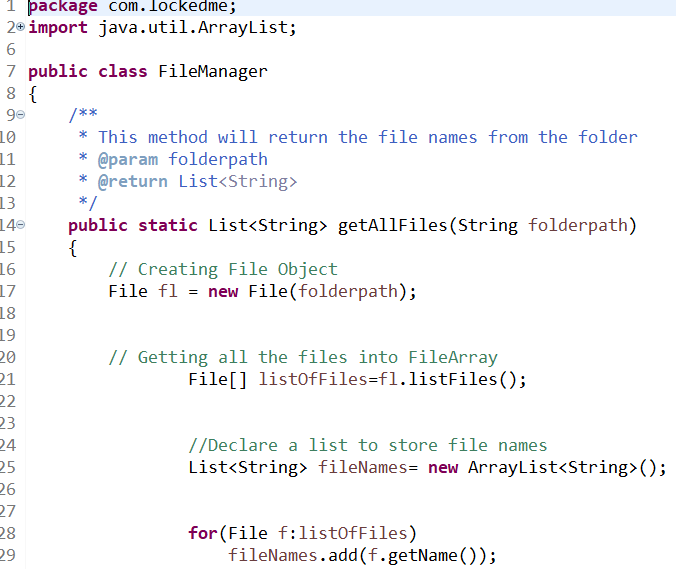 1 package com.lockedme;
2 import java.util.ArrayList;
6
7 public class FileManager
8 {
9 /**
10 * This method will return the file names from the folder
11 * @param folderpath
12 * @return List<String>
13 */
14 public static List<String> getAllFiles(String folderpath)
15 {
16 // Creating File Object
17 File fl = new File(folderpath);
18
19
20 // Getting all the files into FileArray
21 File[] listOfFiles=fl.listFiles();
22
23
24 //Declare a list to store file names
25 List<String> fileNames= new ArrayList<String>();
26
27
28 for(File f:listOfFiles)
29 fileNames.add(f.getName());